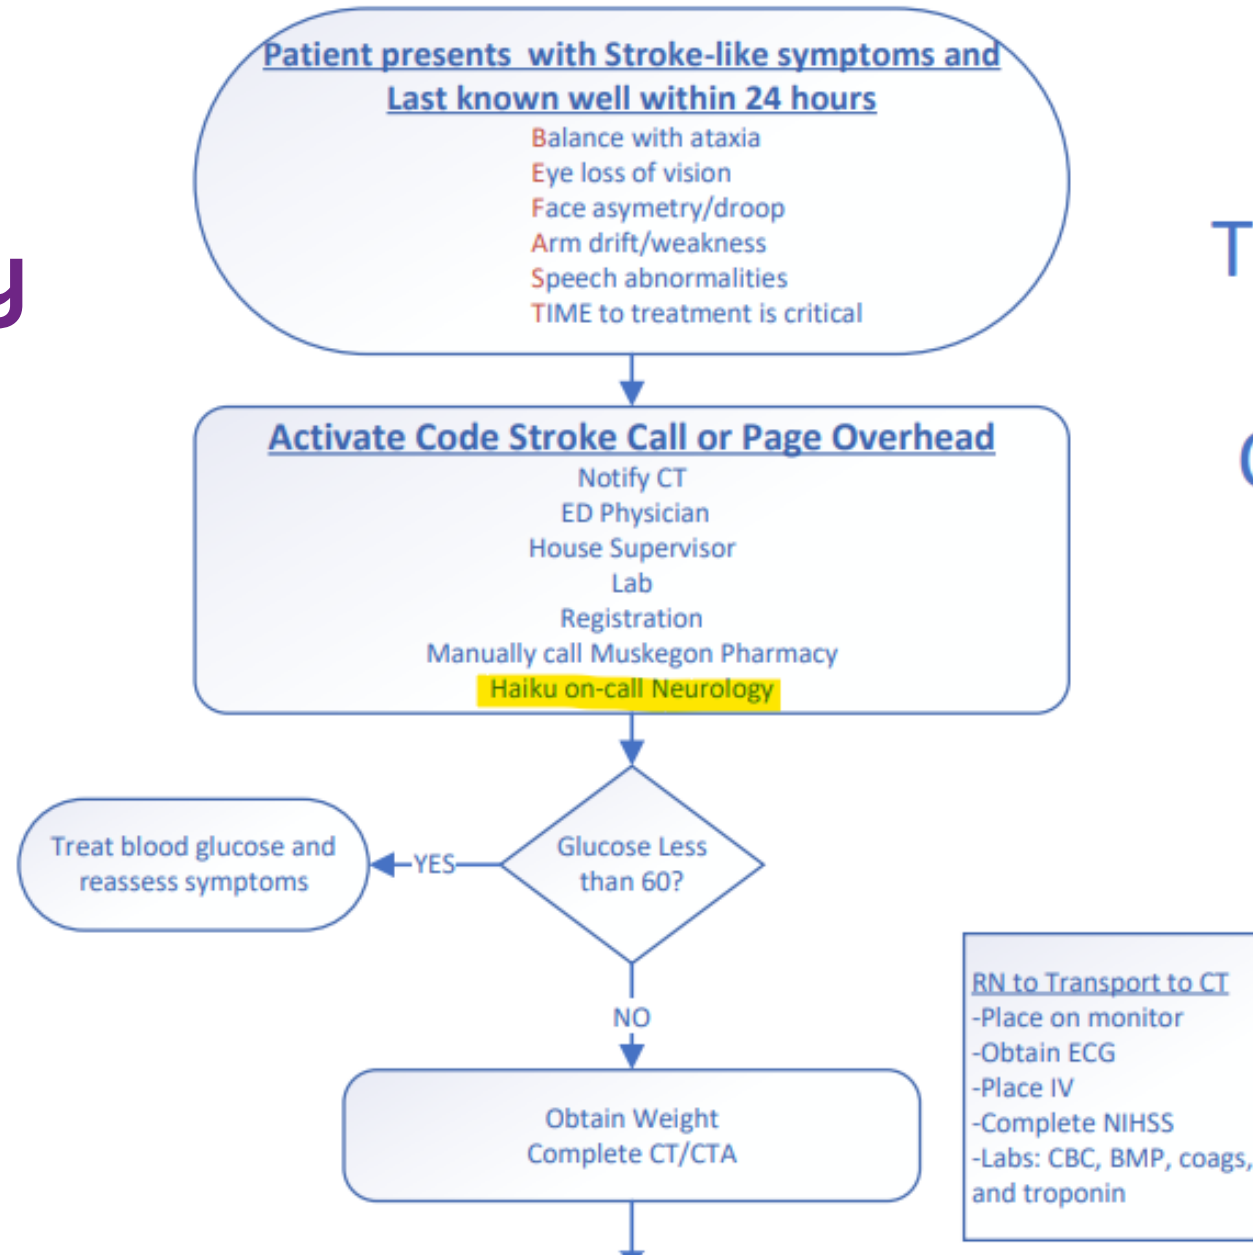 Patient presents with Stroke-like symptoms and
Last known well within 24 hours
Balance with ataxia
Eye loss of vision
Face asymetry/droop
Arm drift/weakness
Speech abnormalities
TIME to treatment is critical
Activate Code Stroke Call or Page Overhead
Notify CT
ED Physician
House Supervisor
Lab
Registration
Manually call Muskegon Pharmacy
Haiku on-call Neurology
Glucose Less
than 60?
YES
Treat blood glucose and
reassess symptoms
NO
Obtain Weight
Complete CT/CTA
RN to Transport to CT
-Place on monitor
-Obtain ECG
-Place IV
-Complete NIHSS
-Labs: CBC, BMP, coags,
and troponin